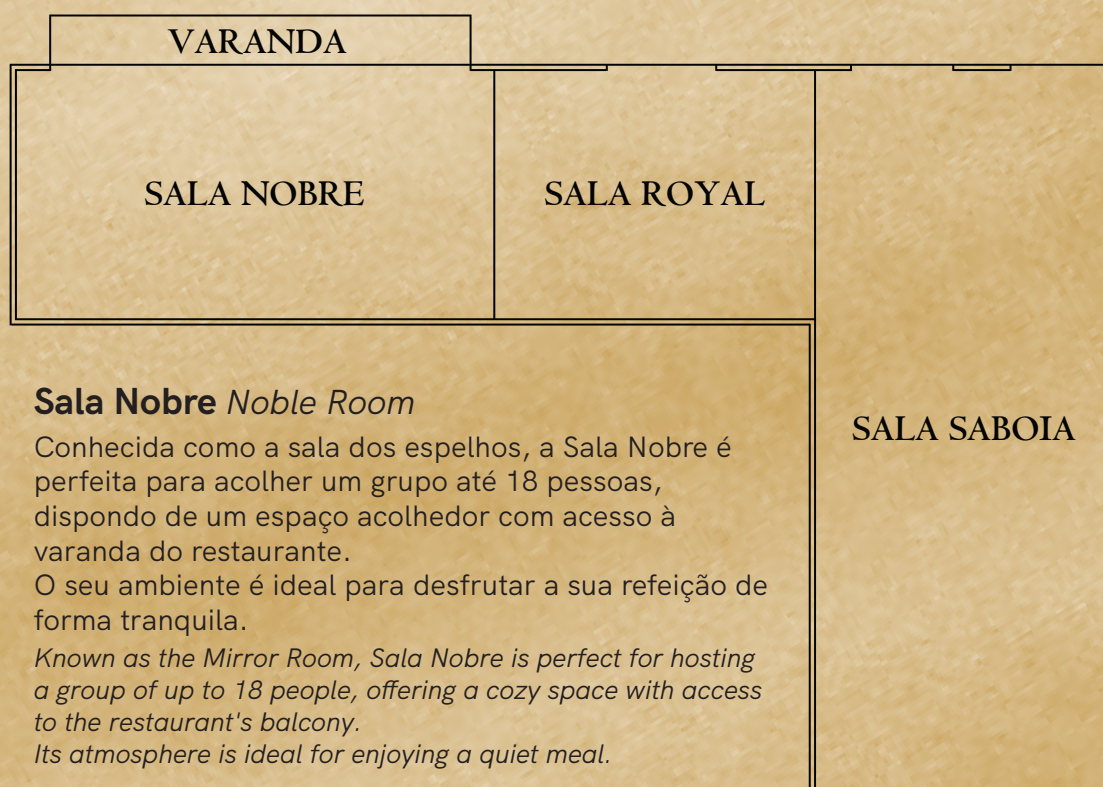 VARANDA
SALA NOBRE
SALA ROYAL
SALA SABOIA
Sala Nobre Noble Room
Conhecida como a sala dos espelhos, a Sala Nobre é
perfeita para acolher um grupo até 18 pessoas,
dispondo de um espaço acolhedor com acesso à
varanda do restaurante.
O seu ambiente é ideal para desfrutar a sua refeição de
forma tranquila.
Known as the Mirror Room, Sala Nobre is perfect for hosting
a group of up to 18 people, offering a cozy space with access
to the restaurant's balcony.
Its atmosphere is ideal for enjoying a quiet meal.